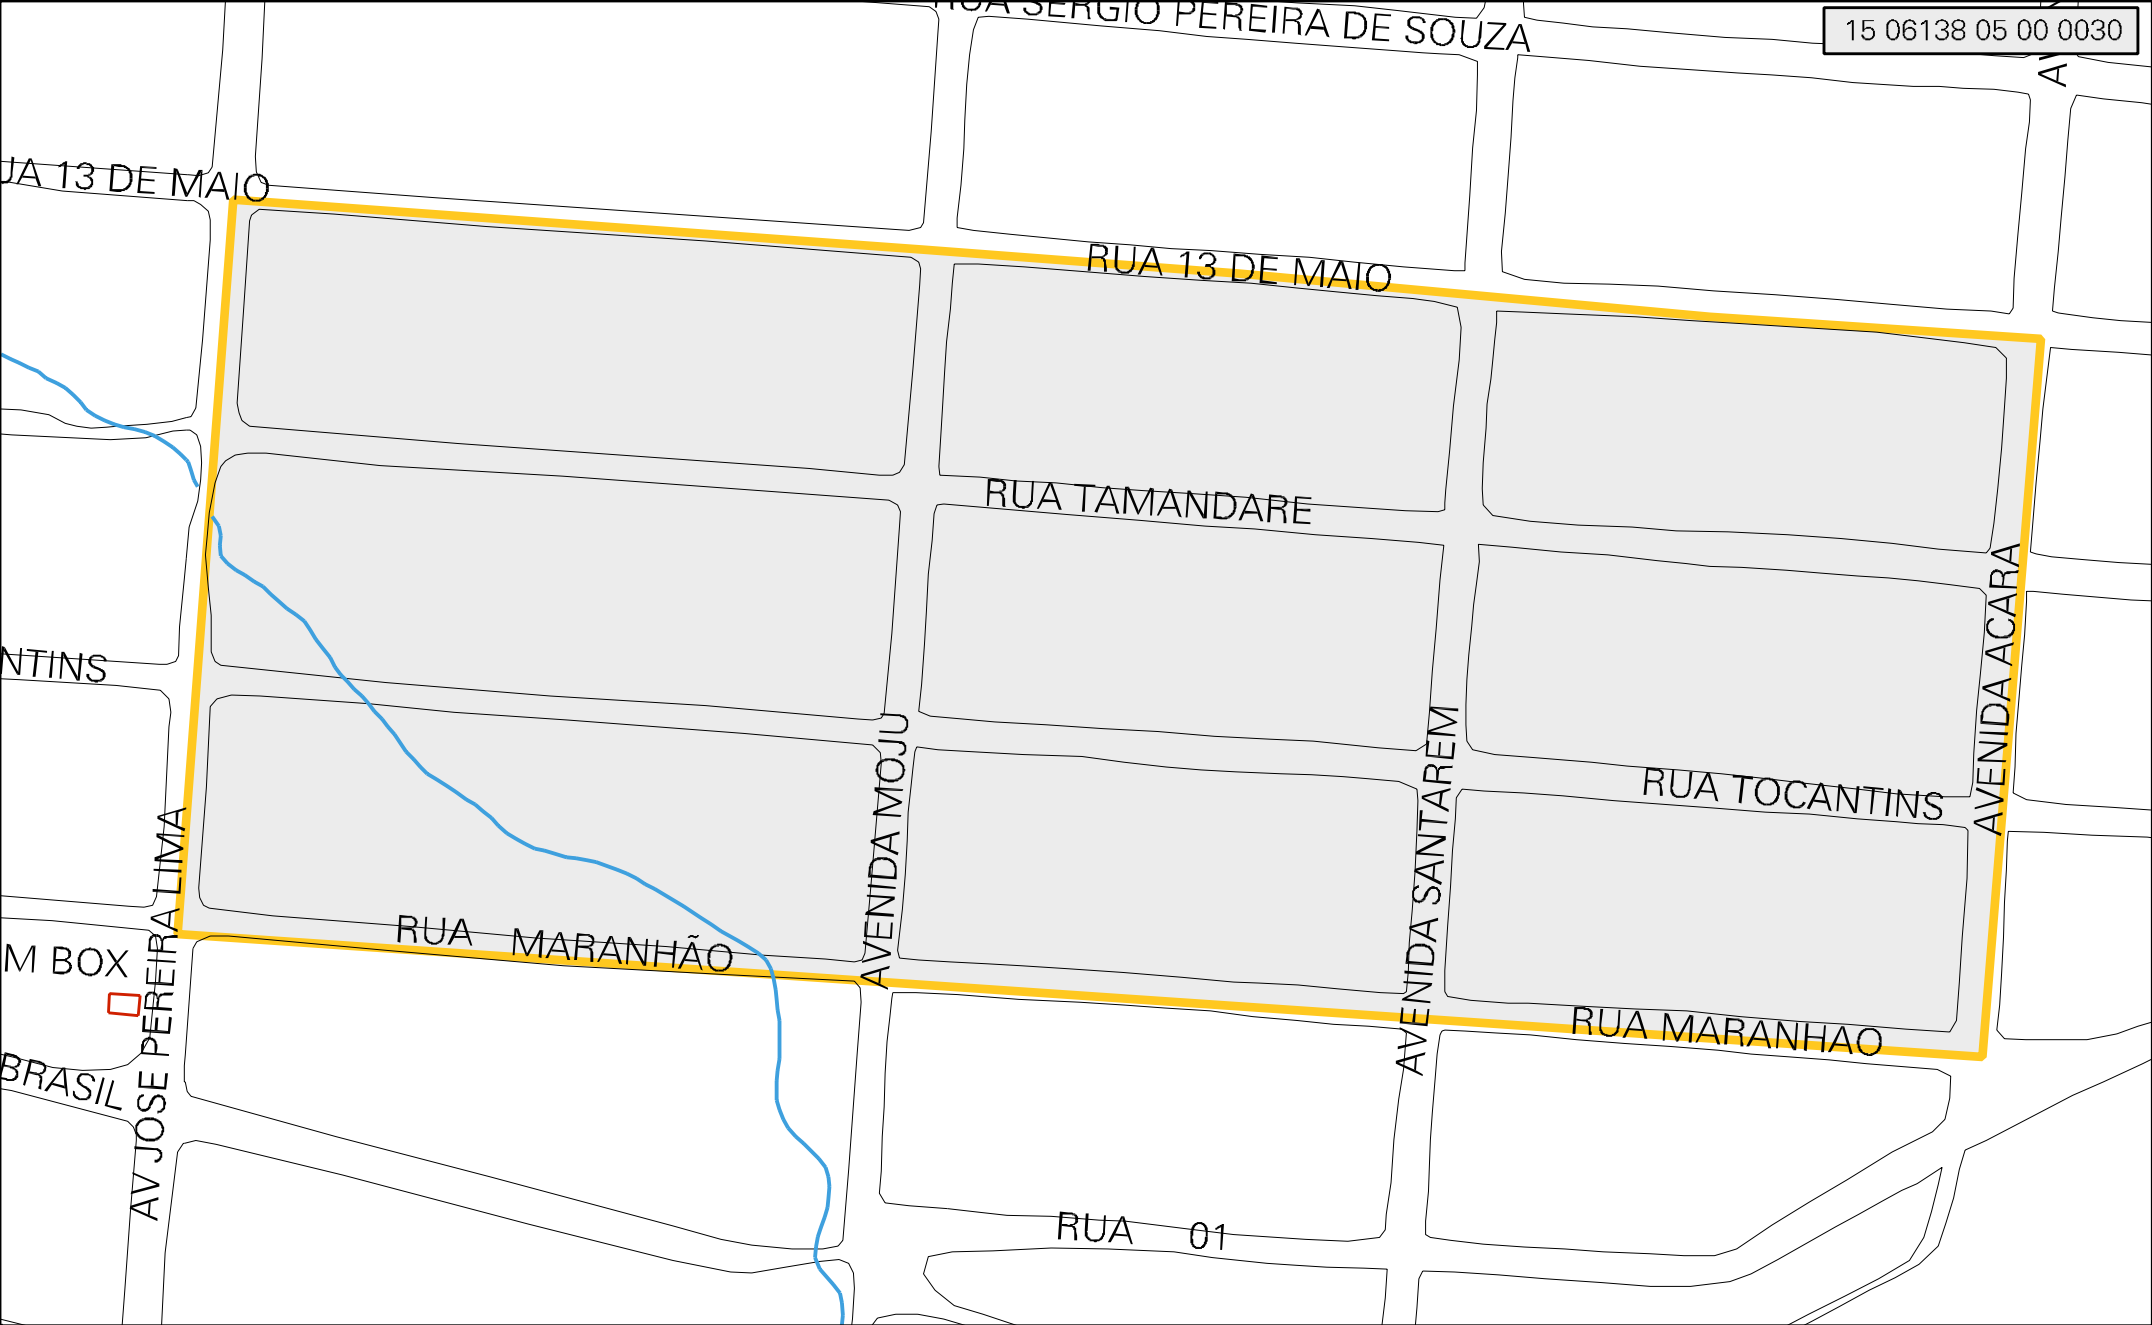 RUA SERGIO PEREIRA DE SOUZA
15 06138 05 00 0030
AV
UA 13 DE MAIO
RUA 13 DE MAIO
RUA TAMANDARE
AVENIDA ACARA
NTINS
AVENIDA MOJU
AVENIDA SANTAREM
RUA TOCANTINS
AV JOSE PEREIRA LIMA
RUA MARANHÃO
M BOX
RUA MARANHAO
BRASIL
RUA 01